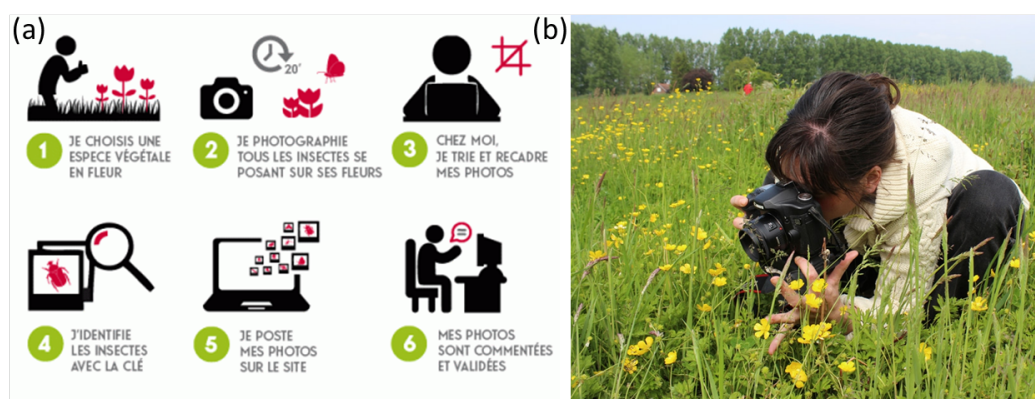 (a)
(b)
20'
1
JE CHOISIS UNE
ESPECE VÉGÉTALE
EN FLEUR
2
JE PHOTOGRAPHIE
TOUS LES INSECTES SE
POSANT SUR SES FLEURS
3
CHEZ MOI,
JE TRIE ET RECADRE
MES PHOTOS
4
J'IDENTIFIE
LES INSECTES
AVEC LA CLÉ
5
JE POSTE
MES PHOTOS
SUR LE SITE
6
MES PHOTOS
SONT COMMENTÉES
ET VALIDÉES